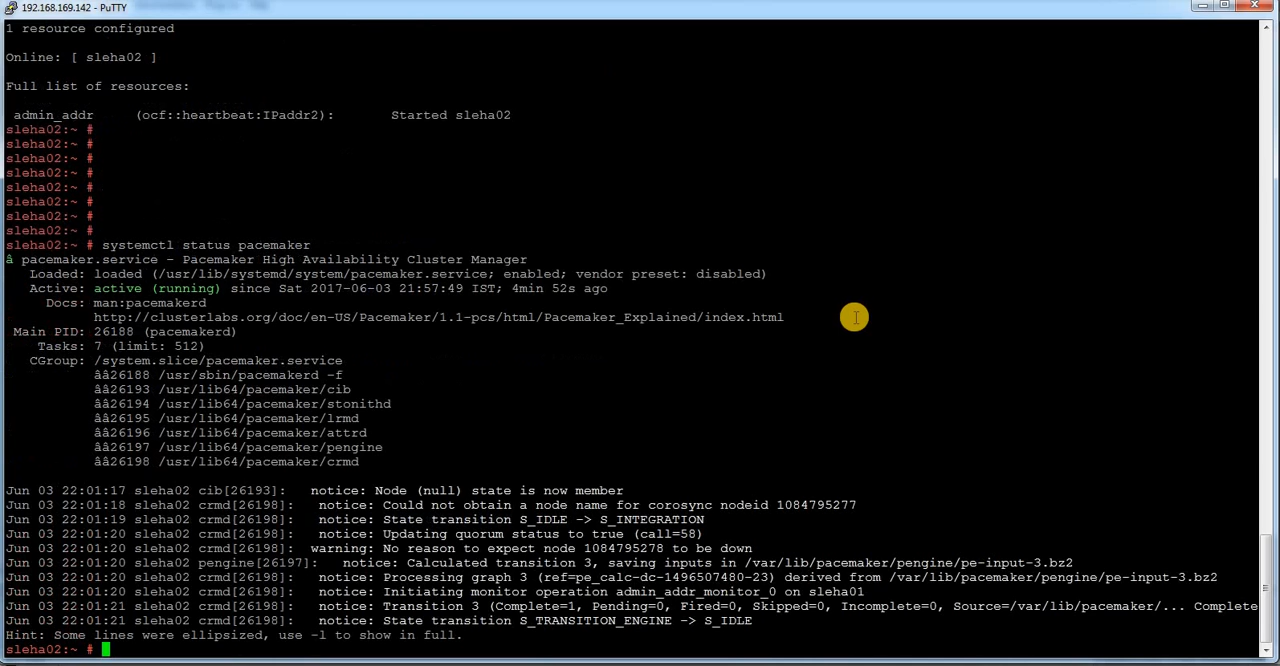 192.168.169.142 - PuTTY
1 resource configured
Online: [ sleha02 ]
Full list of resources:
admin_addr (ocf::heartbeat:IPaddr2): Started sleha02
sleha02:~ #
sleha02:~ #
sleha02:~ #
sleha02:~ #
sleha02:~ #
sleha02:~ #
sleha02:~ #
sleha02:~ #
sleha02:~ # systemctl status pacemaker
â pacemaker.service - Pacemaker High Availability Cluster Manager
Loaded: loaded (/usr/lib/systemd/system/pacemaker.service; enabled; vendor preset: disabled)
Active: active (running) since Sat 2017-06-03 21:57:49 IST; 4min 52s ago
Docs: man:pacemakerd
http://clusterlabs.org/doc/en-US/Pacemaker/1.1-pcs/html/Pacemaker_Explained/index.html
Main PID: 26188 (pacemakerd)
Tasks: 7 (limit: 512)
CGroup: /system.slice/pacemaker.service
ââ26188 /usr/sbin/pacemakerd -f
ââ26193 /usr/lib64/pacemaker/cib
ââ26194 /usr/lib64/pacemaker/stonithd
ââ26195 /usr/lib64/pacemaker/lrmd
ââ26196 /usr/lib64/pacemaker/attrd
ââ26197 /usr/lib64/pacemaker/pengine
ââ26198 /usr/lib64/pacemaker/crmd
Jun 03 22:01:17 sleha02 cib[26193]: notice: Node (null) state is now member
Jun 03 22:01:18 sleha02 crmd[26198]: notice: Could not obtain a node name for corosync nodeid 1084795277
Jun 03 22:01:19 sleha02 crmd[26198]: notice: State transition S_IDLE -> S_INTEGRATION
Jun 03 22:01:20 sleha02 crmd[26198]: notice: Updating quorum status to true (call=58)
Jun 03 22:01:20 sleha02 crmd[26198]: warning: No reason to expect node 1084795278 to be down
Jun 03 22:01:20 sleha02 pengine[26197]: notice: Calculated transition 3, saving inputs in /var/lib/pacemaker/pengine/pe-input-3.bz2
Jun 03 22:01:20 sleha02 crmd[26198]: notice: Processing graph 3 (ref=pe_calc-dc-1496507480-23) derived from /var/lib/pacemaker/pengine/pe-input-3.bz2
Jun 03 22:01:20 sleha02 crmd[26198]: notice: Initiating monitor operation admin_addr_monitor_0 on sleha01
Jun 03 22:01:21 sleha02 crmd[26198]: notice: Transition 3 (Complete=1, Pending=0, Fired=0, Skipped=0, Incomplete=0, Source=/var/lib/pacemaker/... Complete
Jun 03 22:01:21 sleha02 crmd[26198]: notice: State transition S_TRANSITION_ENGINE -> S_IDLE
Hint: Some lines were ellipsized, use -l to show in full.
sleha02:~ #